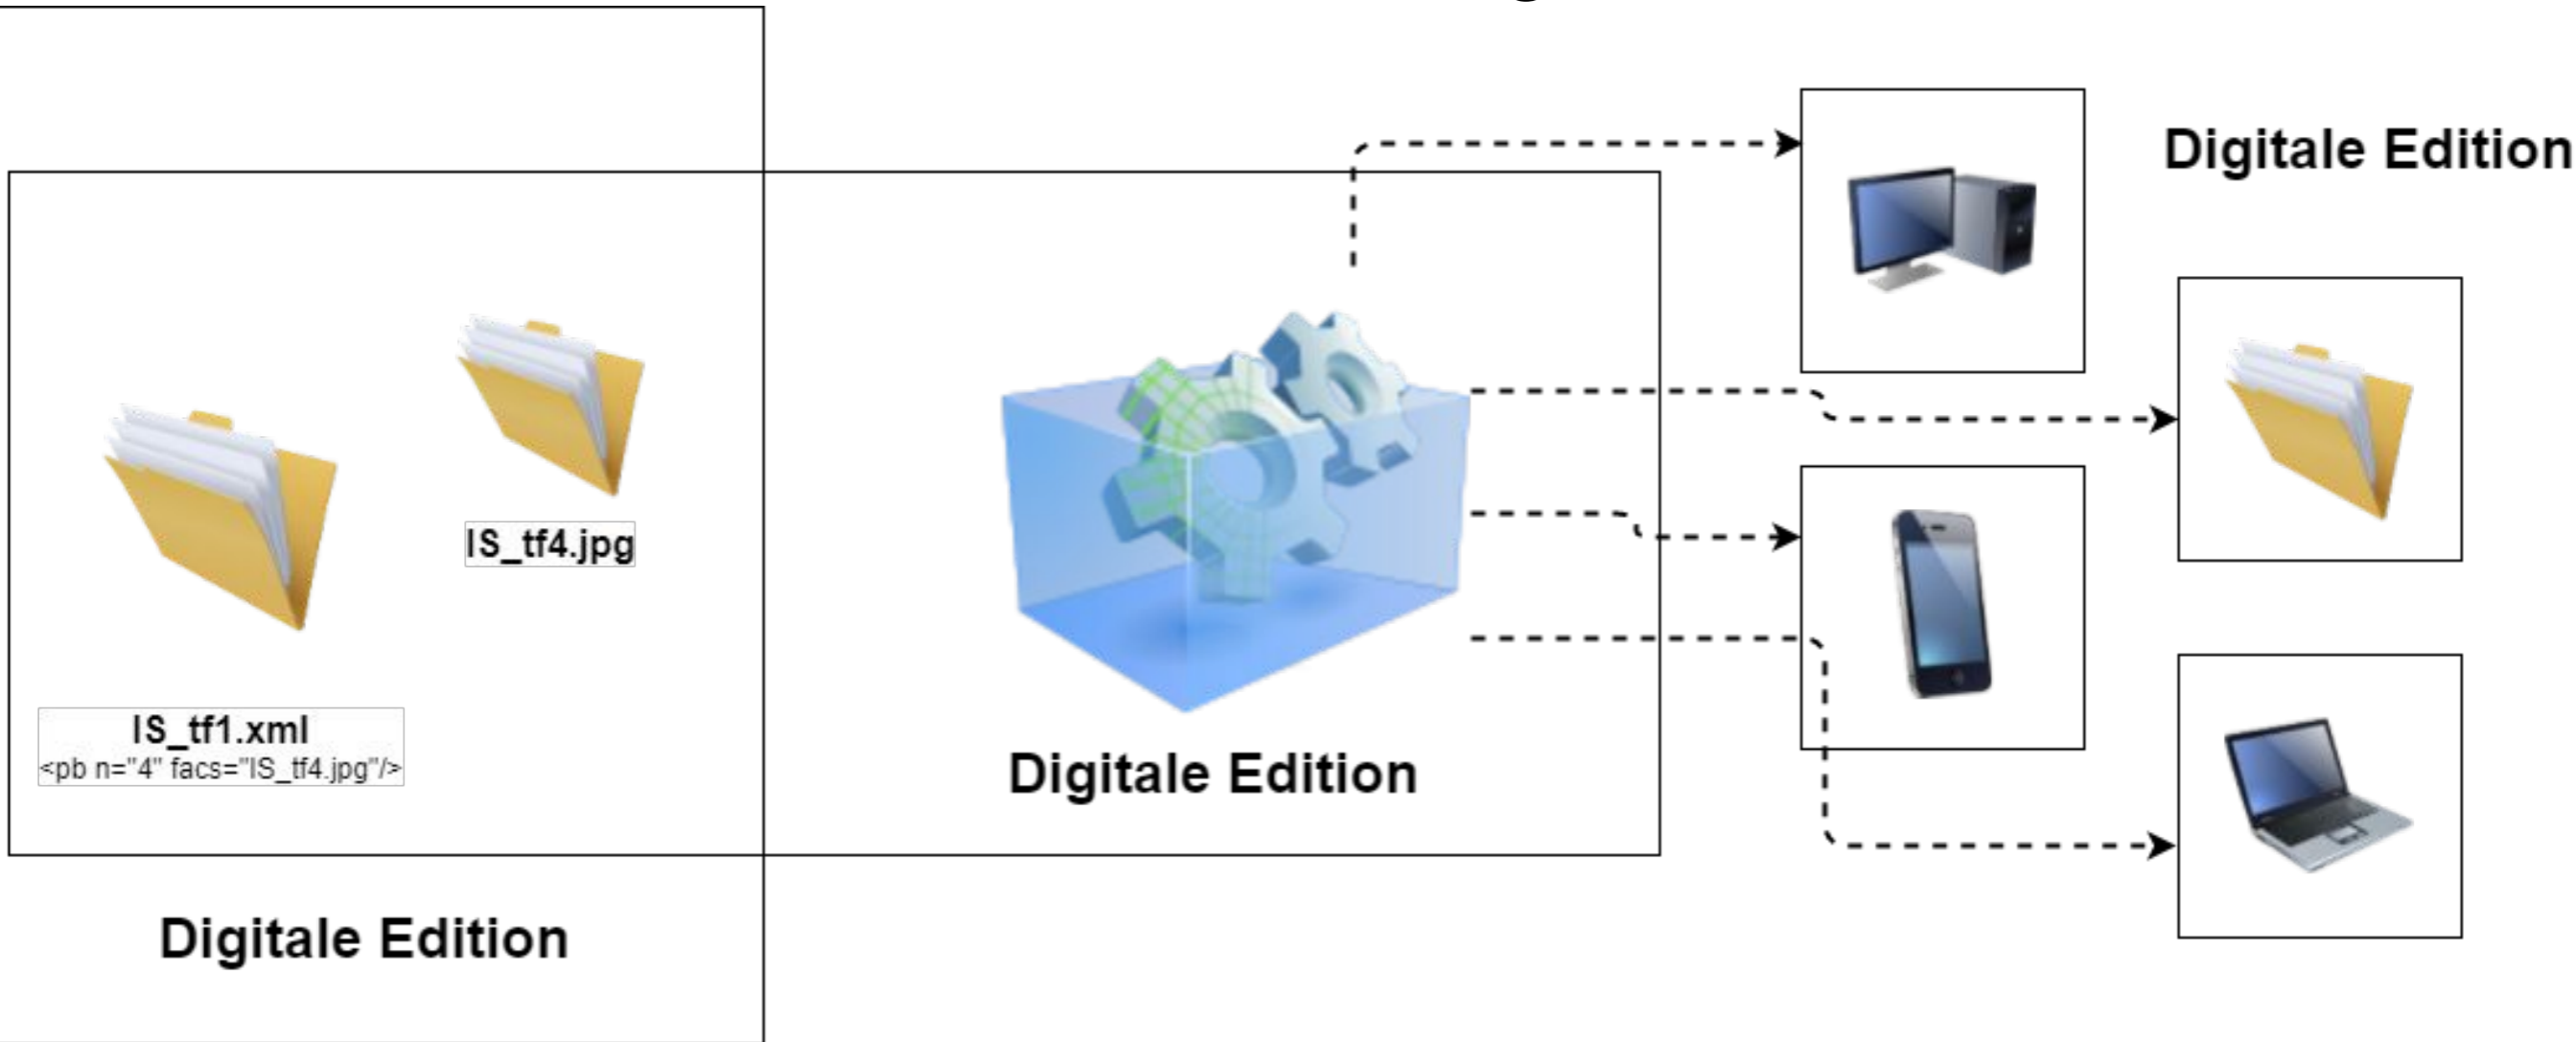 IS_tf4.jpg
IS_tf1.xml
<pb n="4" facs="IS_tf4.jpg"/>
Digitale Edition
Digitale Edition
Digitale Edition